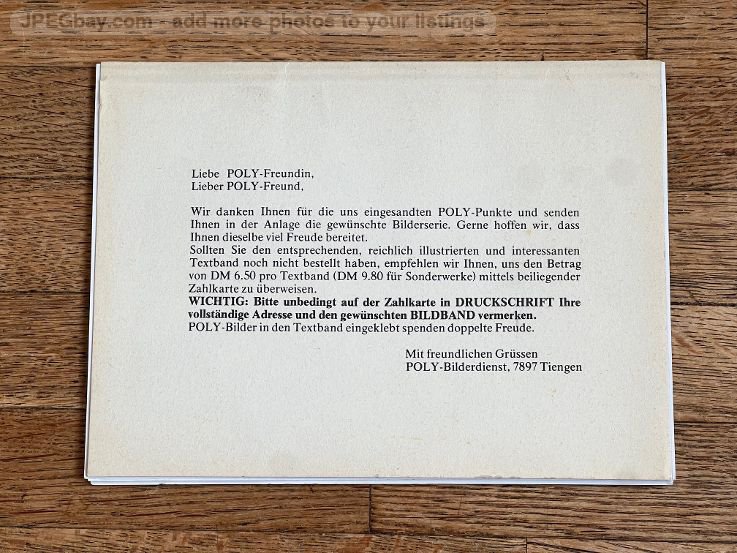 JPEGbay.com - add more photos to your listings
Liebe POLY-Freundin,
Lieber POLY-Freund,
Wir danken Ihnen für die uns eingesandten POLY-Punkte und senden
Ihnen in der Anlage die gewünschte Bilderserie. Gerne hoffen wir, dass
Ihnen dieselbe viel Freude bereitet.
Sollten Sie den entsprechenden, reichlich illustrierten und interessanten
Textband noch nicht bestellt haben, empfehlen wir Ihnen, uns den Betrag
von DM 6.50 pro Textband (DM 9.80 für Sonderwerke) mittels beiliegender
Zahlkarte zu überweisen.
WICHTIG: Bitte unbedingt auf der Zahlkarte in DRUCKSCHRIFT Ihre
vollständige Adresse und den gewünschten BILDBAND vermerken.
POLY-Bilder in den Textband eingeklebt spenden doppelte Freude.
Mit freundlichen Grüssen
POLY-Bilderdienst, 7897 Tiengen